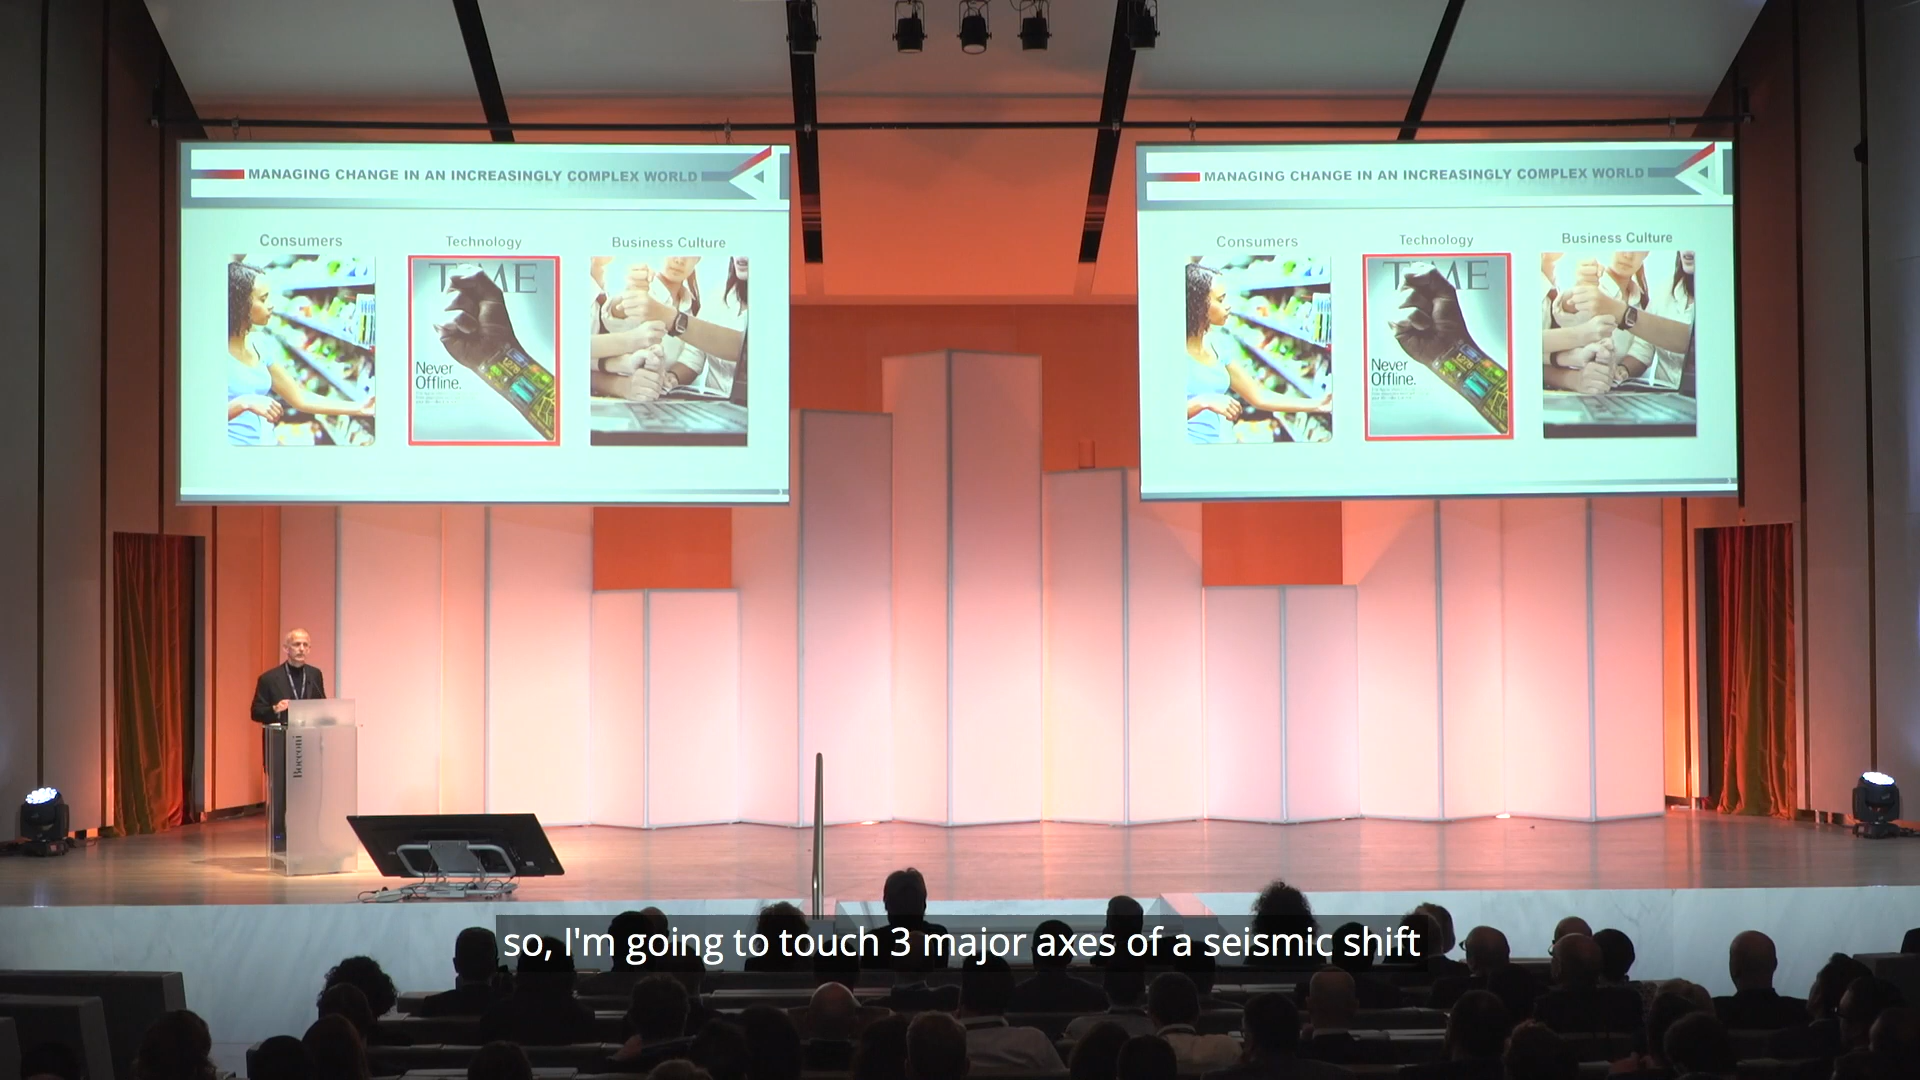 MANAGING CHANGE IN AN INCREASINGLY COMPLEX WORLD
Consumers
Technology
Business Culture
TIME
Never
Offline.
MANAGING CHANGE IN AN INCREASINGLY COMPLEX WORLD
Consumers
Technology
Business Culture
TIME
Never
Offline.
Bocconi
so, I'm going to touch 3 major axes of a seismic shift